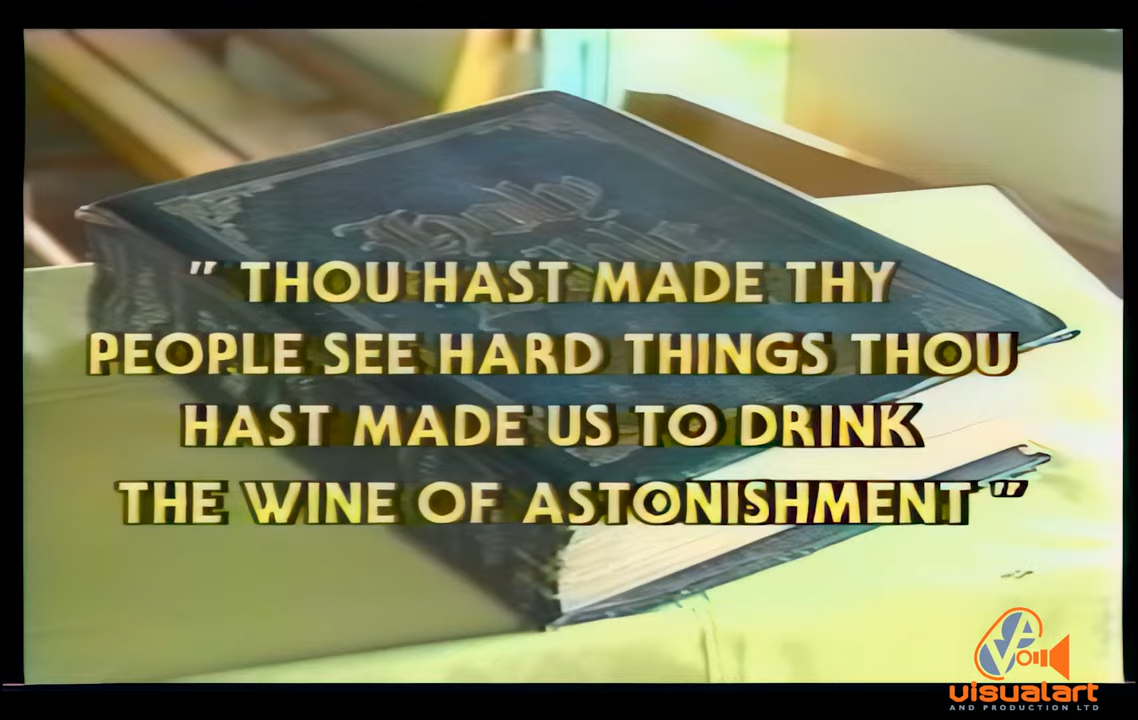 " THOU HAST MADE THY
PEOPLE SEE HARD THINGS THOU
HAST MADE US TO DRINK
THE WINE OF ASTONISHMENT "
visualart
AND PRODUCTION LTD